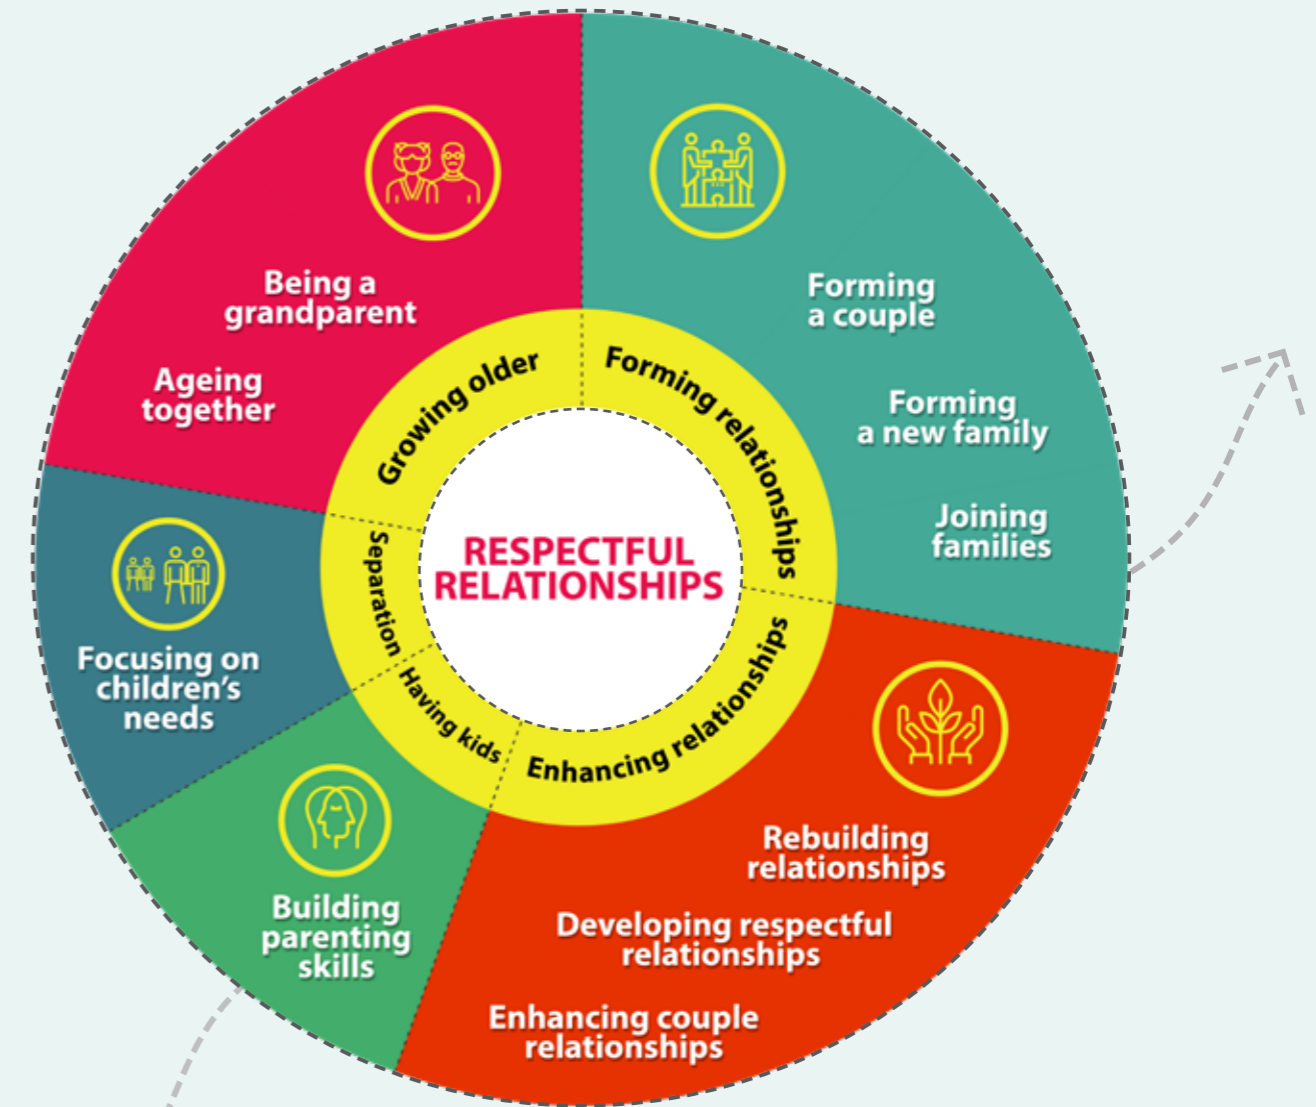 RESPECTFUL
RELATIONSHIPS
Forming relationships
Forming
a couple
Forming
a new family
Joining
families
Enhancing relationships
Rebuilding
relationships
Developing respectful
relationships
Enhancing couple
relationships
Having kids
Building
parenting
skills
Separation
Focusing on
children's
needs
Growing older
Being a
grandparent
Ageing
together